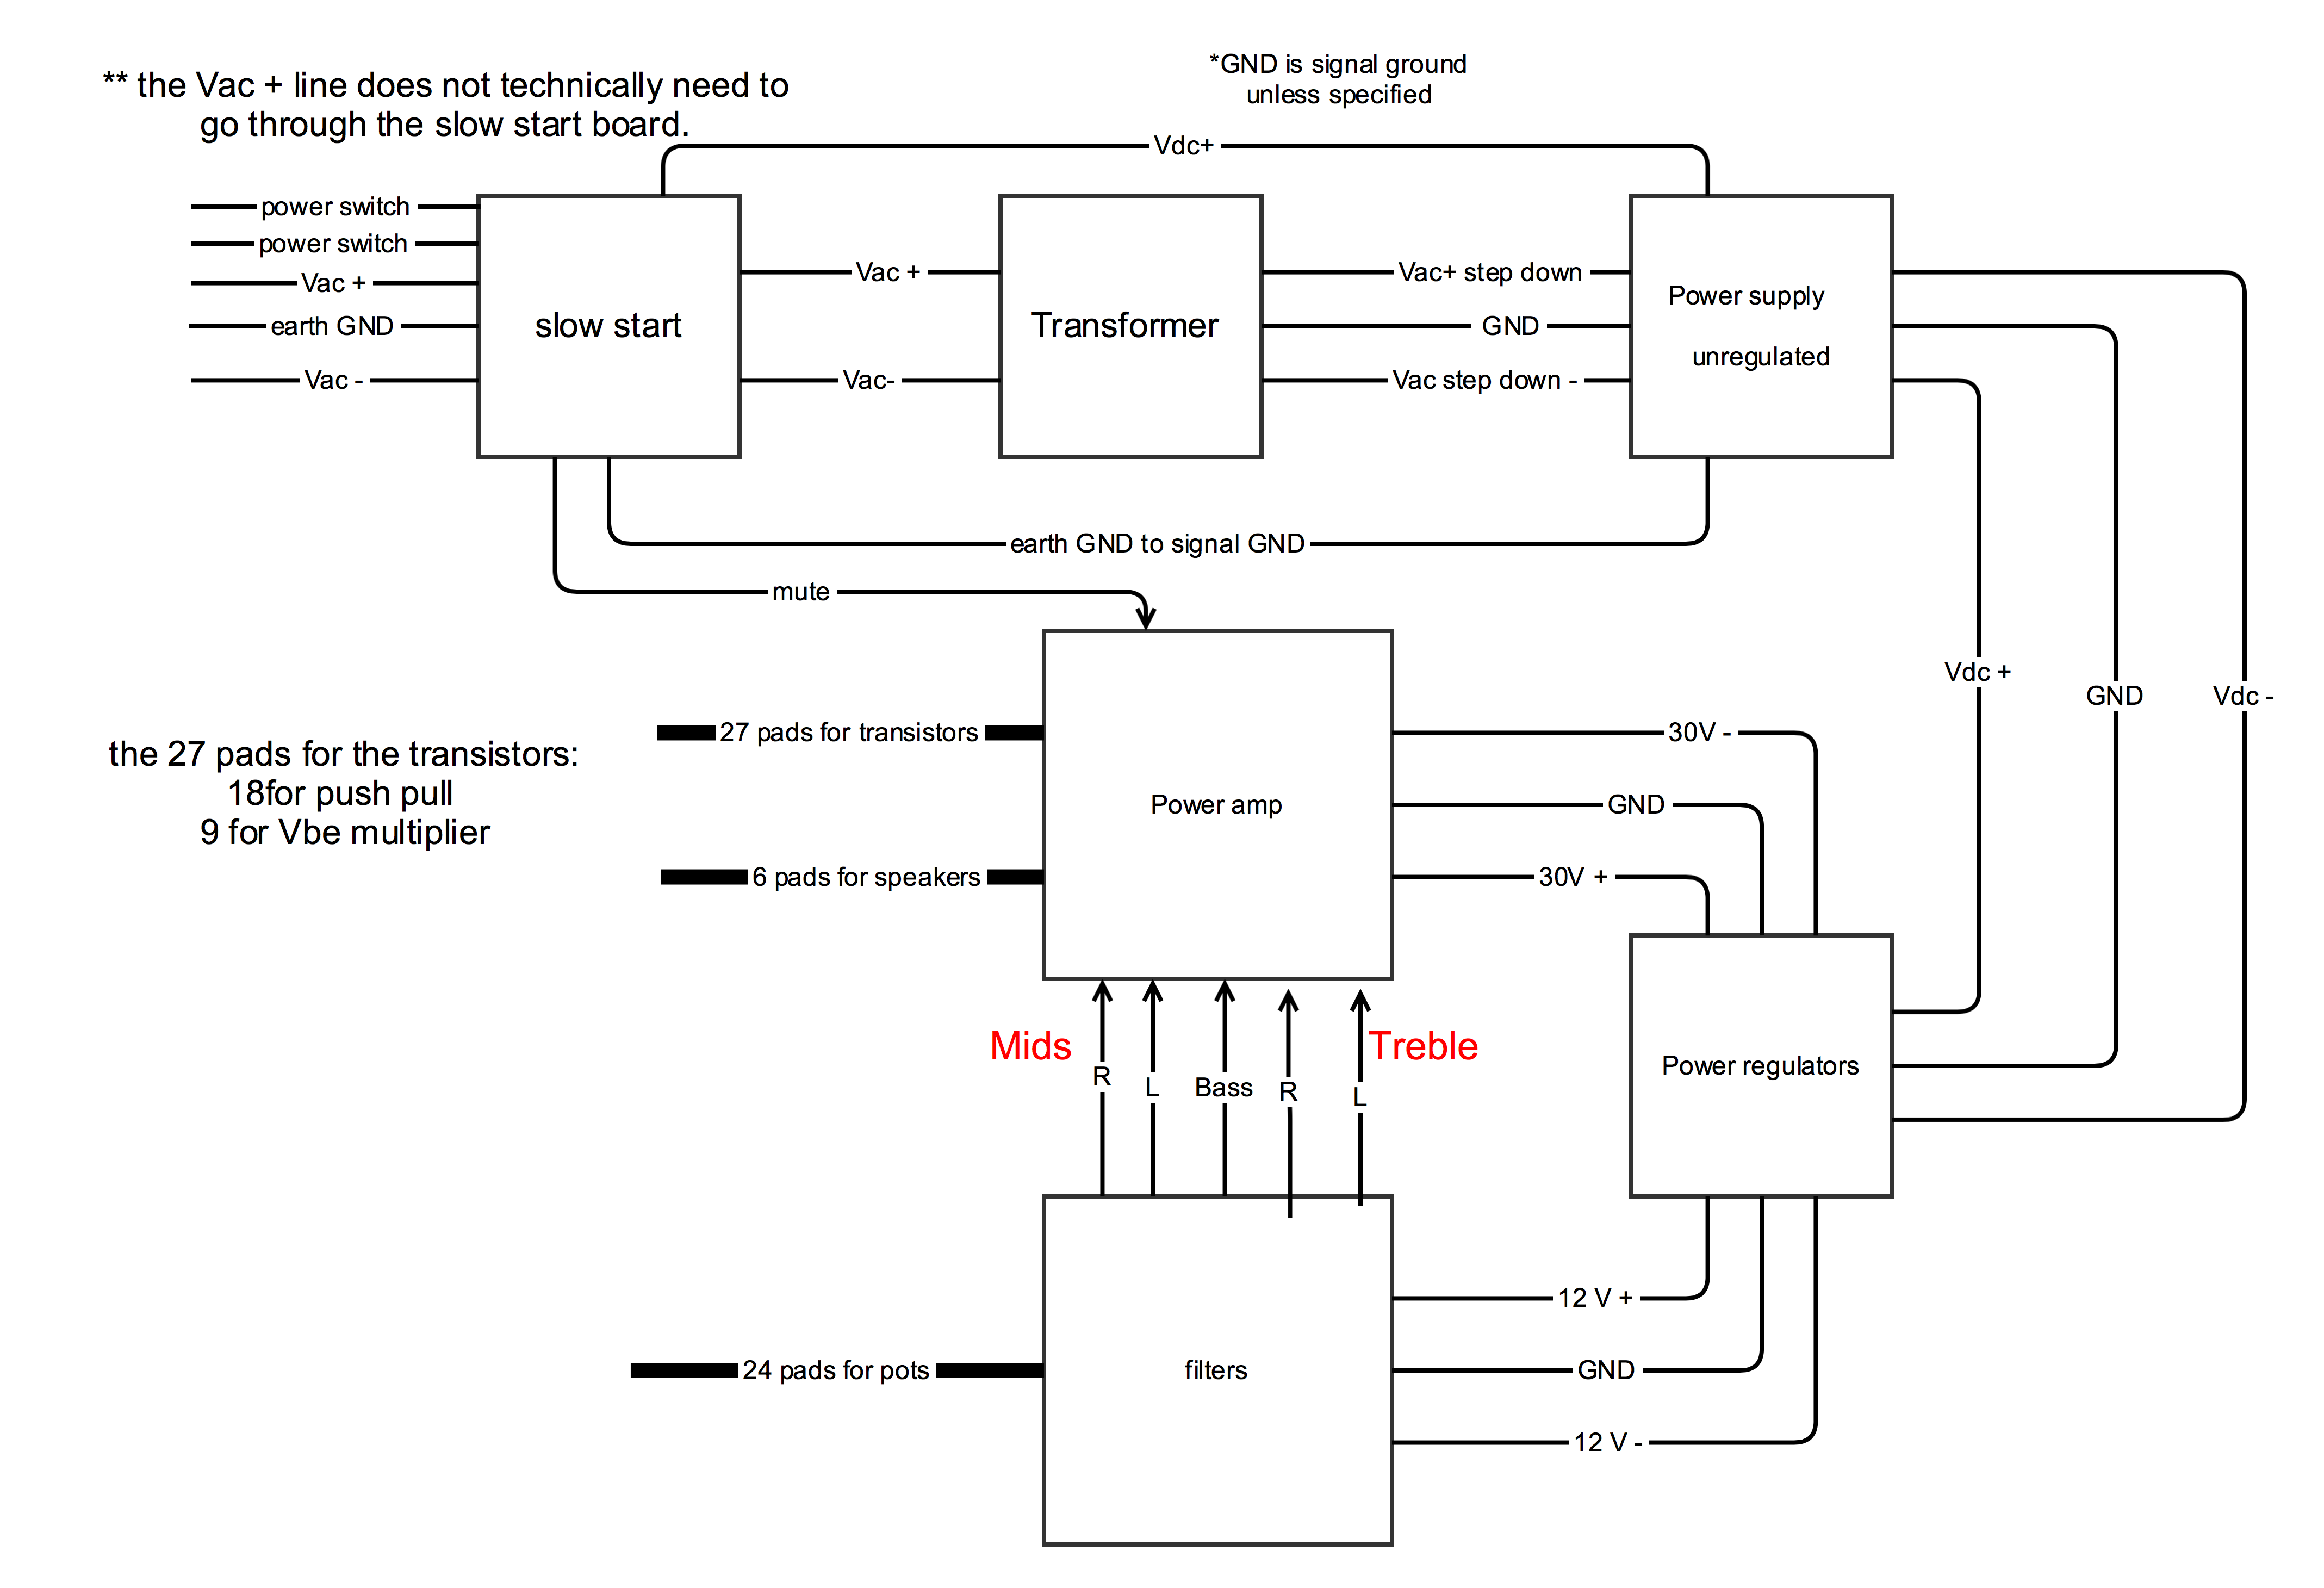 ** the Vac + line does not technically need to
go through the slow start board.
*GND is signal ground
unless specified
Vdc+
power switch
power switch
Vac +
earth GND
Vac -
slow start
Vac +
Vac-
Transformer
Vac+ step down
GND
Vac step down -
Power supply
unregulated
earth GND to signal GND
mute
Vdc +
GND
Vdc -
the 27 pads for the transistors:
18for push pull
9 for Vbe multiplier
27 pads for transistors
6 pads for speakers
Power amp
30V -
GND
30V +
Mids
R
L
Bass
R
L
Treble
Power regulators
24 pads for pots
filters
12 V +
GND
12 V -